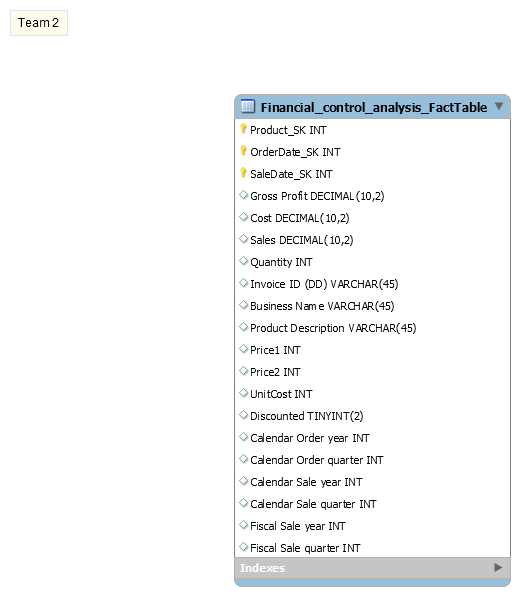 Team 2
Financial_control_analysis_FactTable
Product_SK INT
OrderDate_SK INT
SaleDate_SK INT
Gross Profit DECIMAL(10,2)
Cost DECIMAL(10,2)
Sales DECIMAL(10,2)
Quantity INT
Invoice ID (DD) VARCHAR(45)
Business Name VARCHAR(45)
Product Description VARCHAR(45)
Price1 INT
Price2 INT
UnitCost INT
Discounted TINYINT(2)
Calendar Order year INT
Calendar Order quarter INT
Calendar Sale year INT
Calendar Sale quarter INT
Fiscal Sale year INT
Fiscal Sale quarter INT
Indexes